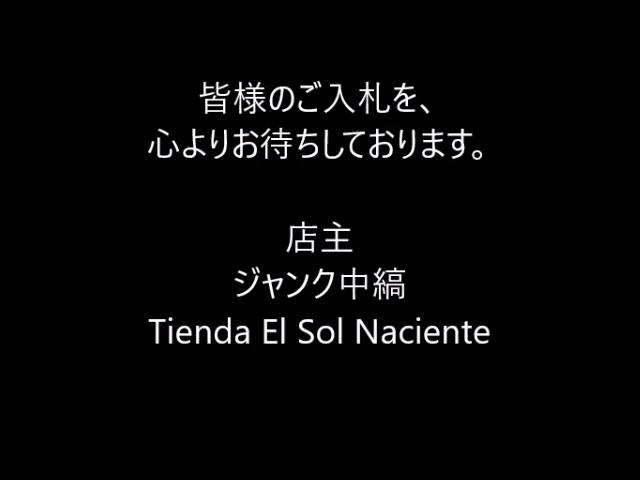 皆様のご入札を、
心よりお待ちしております。
店主
ジャンク中縞
Tienda El Sol Naciente